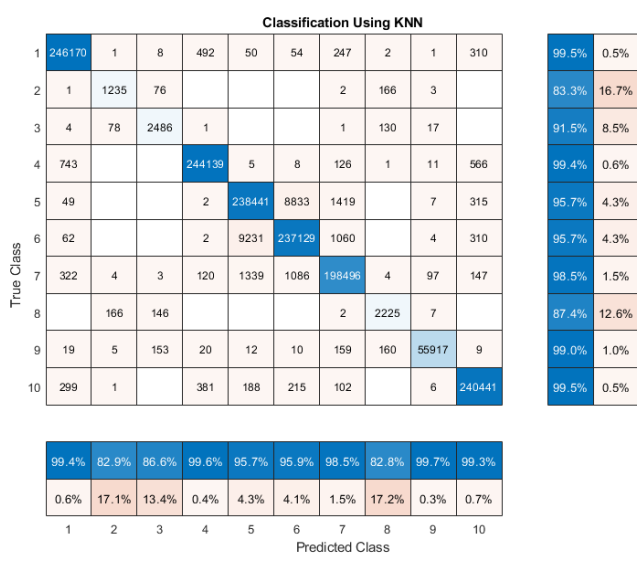 Classification Using KNN
1 246170 1 8 492 50 54 247 2 1 310 99.5% 0.5%
2 1 1235 76 2 166 3 83.3% 16.7%
3 4 78 2486 1 1 130 17 91.5% 8.5%
4 743 244139 5 8 126 1 11 566 99.4% 0.6%
5 49 2 238441 8833 1419 7 315 95.7% 4.3%
6 62 2 9231 237129 1060 4 310 95.7% 4.3%
7 322 4 3 120 1339 1086 198496 4 97 147 98.5% 1.5%
8 166 146 2 2225 7 87.4% 12.6%
9 19 5 153 20 12 10 159 160 55917 9 99.0% 1.0%
10 299 1 381 188 215 102 6 240441 99.5% 0.5%
True Class
99.4% 82.9% 86.6% 99.6% 95.7% 95.9% 98.5% 82.8% 99.7% 99.3%
0.6% 17.1% 13.4% 0.4% 4.3% 4.1% 1.5% 17.2% 0.3% 0.7%
1 2 3 4 5 6 7 8 9 10
Predicted Class